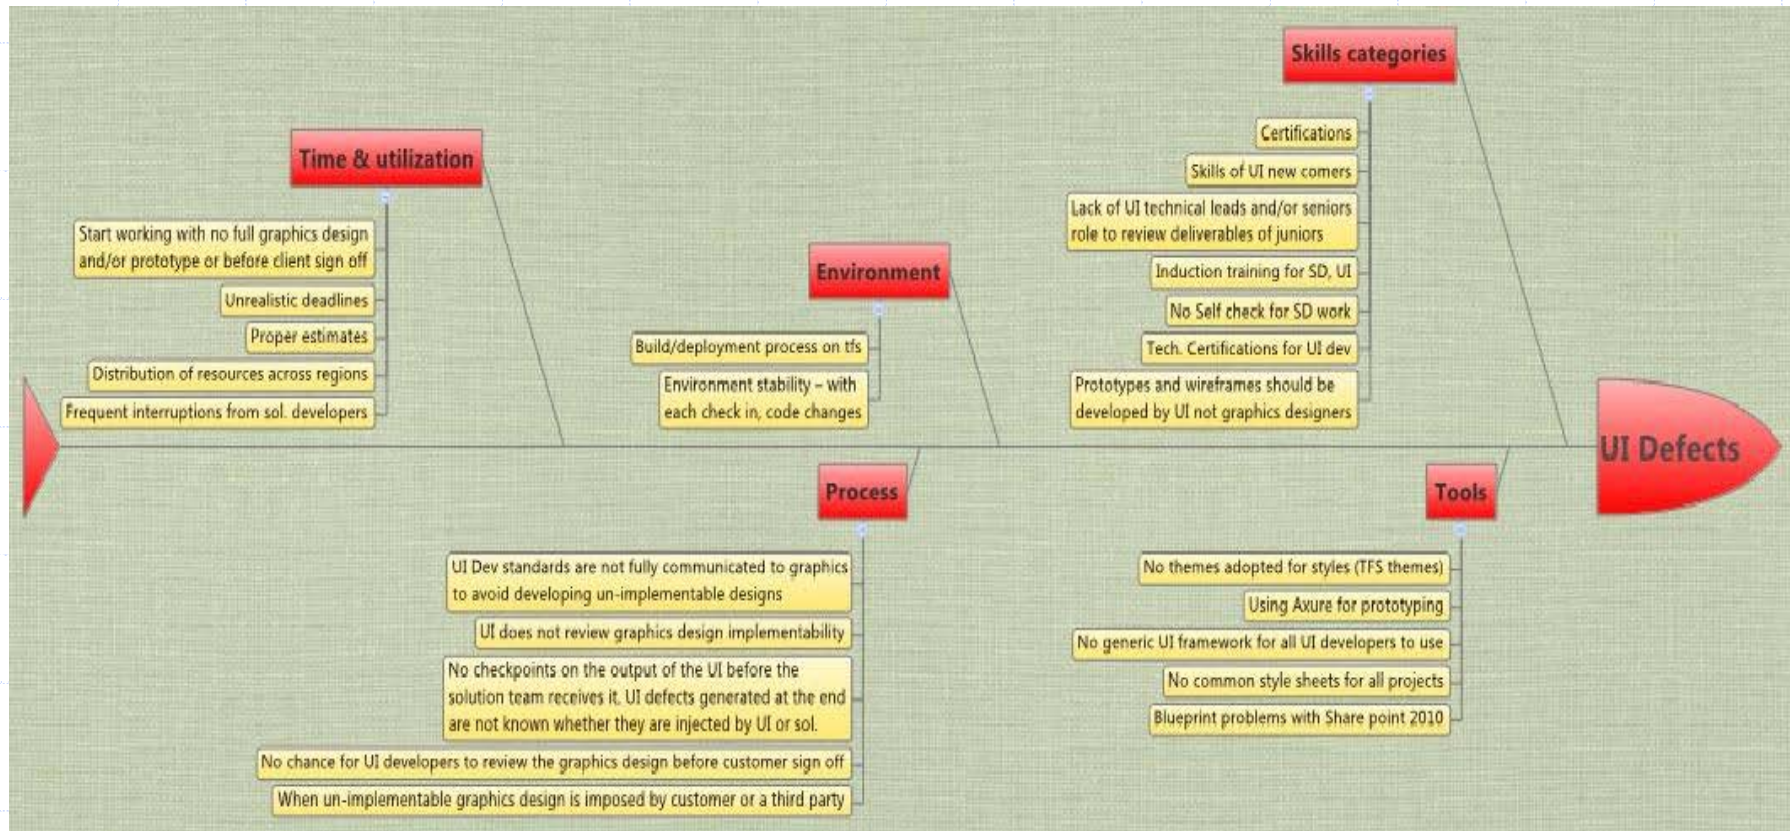 Skills categories
Certifications
Skills of UI new comers
Lack of UI technical leads and/or seniors
role to review deliverables of juniors
Induction training for SD, UI
No Self check for SD work
Tech. Certifications for UI dev
Prototypes and wireframes should be
developed by UI not graphics designers
Time & utilization
Start working with no full graphics design
and/or prototype or before client sign off
Unrealistic deadlines
Proper estimates
Distribution of resources across regions
Frequent interruptions from sol. developers
Environment
Build/deployment process on tfs
Environment stability – with
each check in, code changes
UI Defects
Process
UI Dev standards are not fully communicated to graphics
to avoid developing un-implementable designs
UI does not review graphics design implementability
No checkpoints on the output of the UI before the
solution team receives it. UI defects generated at the end
are not known whether they are injected by UI or sol.
No chance for UI developers to review the graphics design before customer sign off
When un-implementable graphics design is imposed by customer or a third party
Tools
No themes adopted for styles (TFS themes)
Using Axure for prototyping
No generic UI framework for all UI developers to use
No common style sheets for all projects
Blueprint problems with Share point 2010